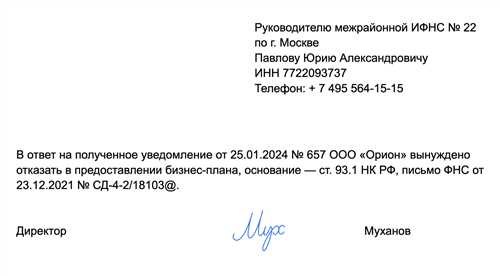 Руководителю межрайонной ИФНС № 22
по г. Москве
Павлову Юрию Александровичу
ИНН 7722093737
Телефон: + 7 495 564-15-15
В ответ на полученное уведомление от 25.01.2024 № 657 ООО «Орион» вынуждено
отказать в предоставлении бизнес-плана, основание — ст. 93.1 НК РФ, письмо ФНС от
23.12.2021 № СД-4-2/18103@.
Директор Мух Муханов